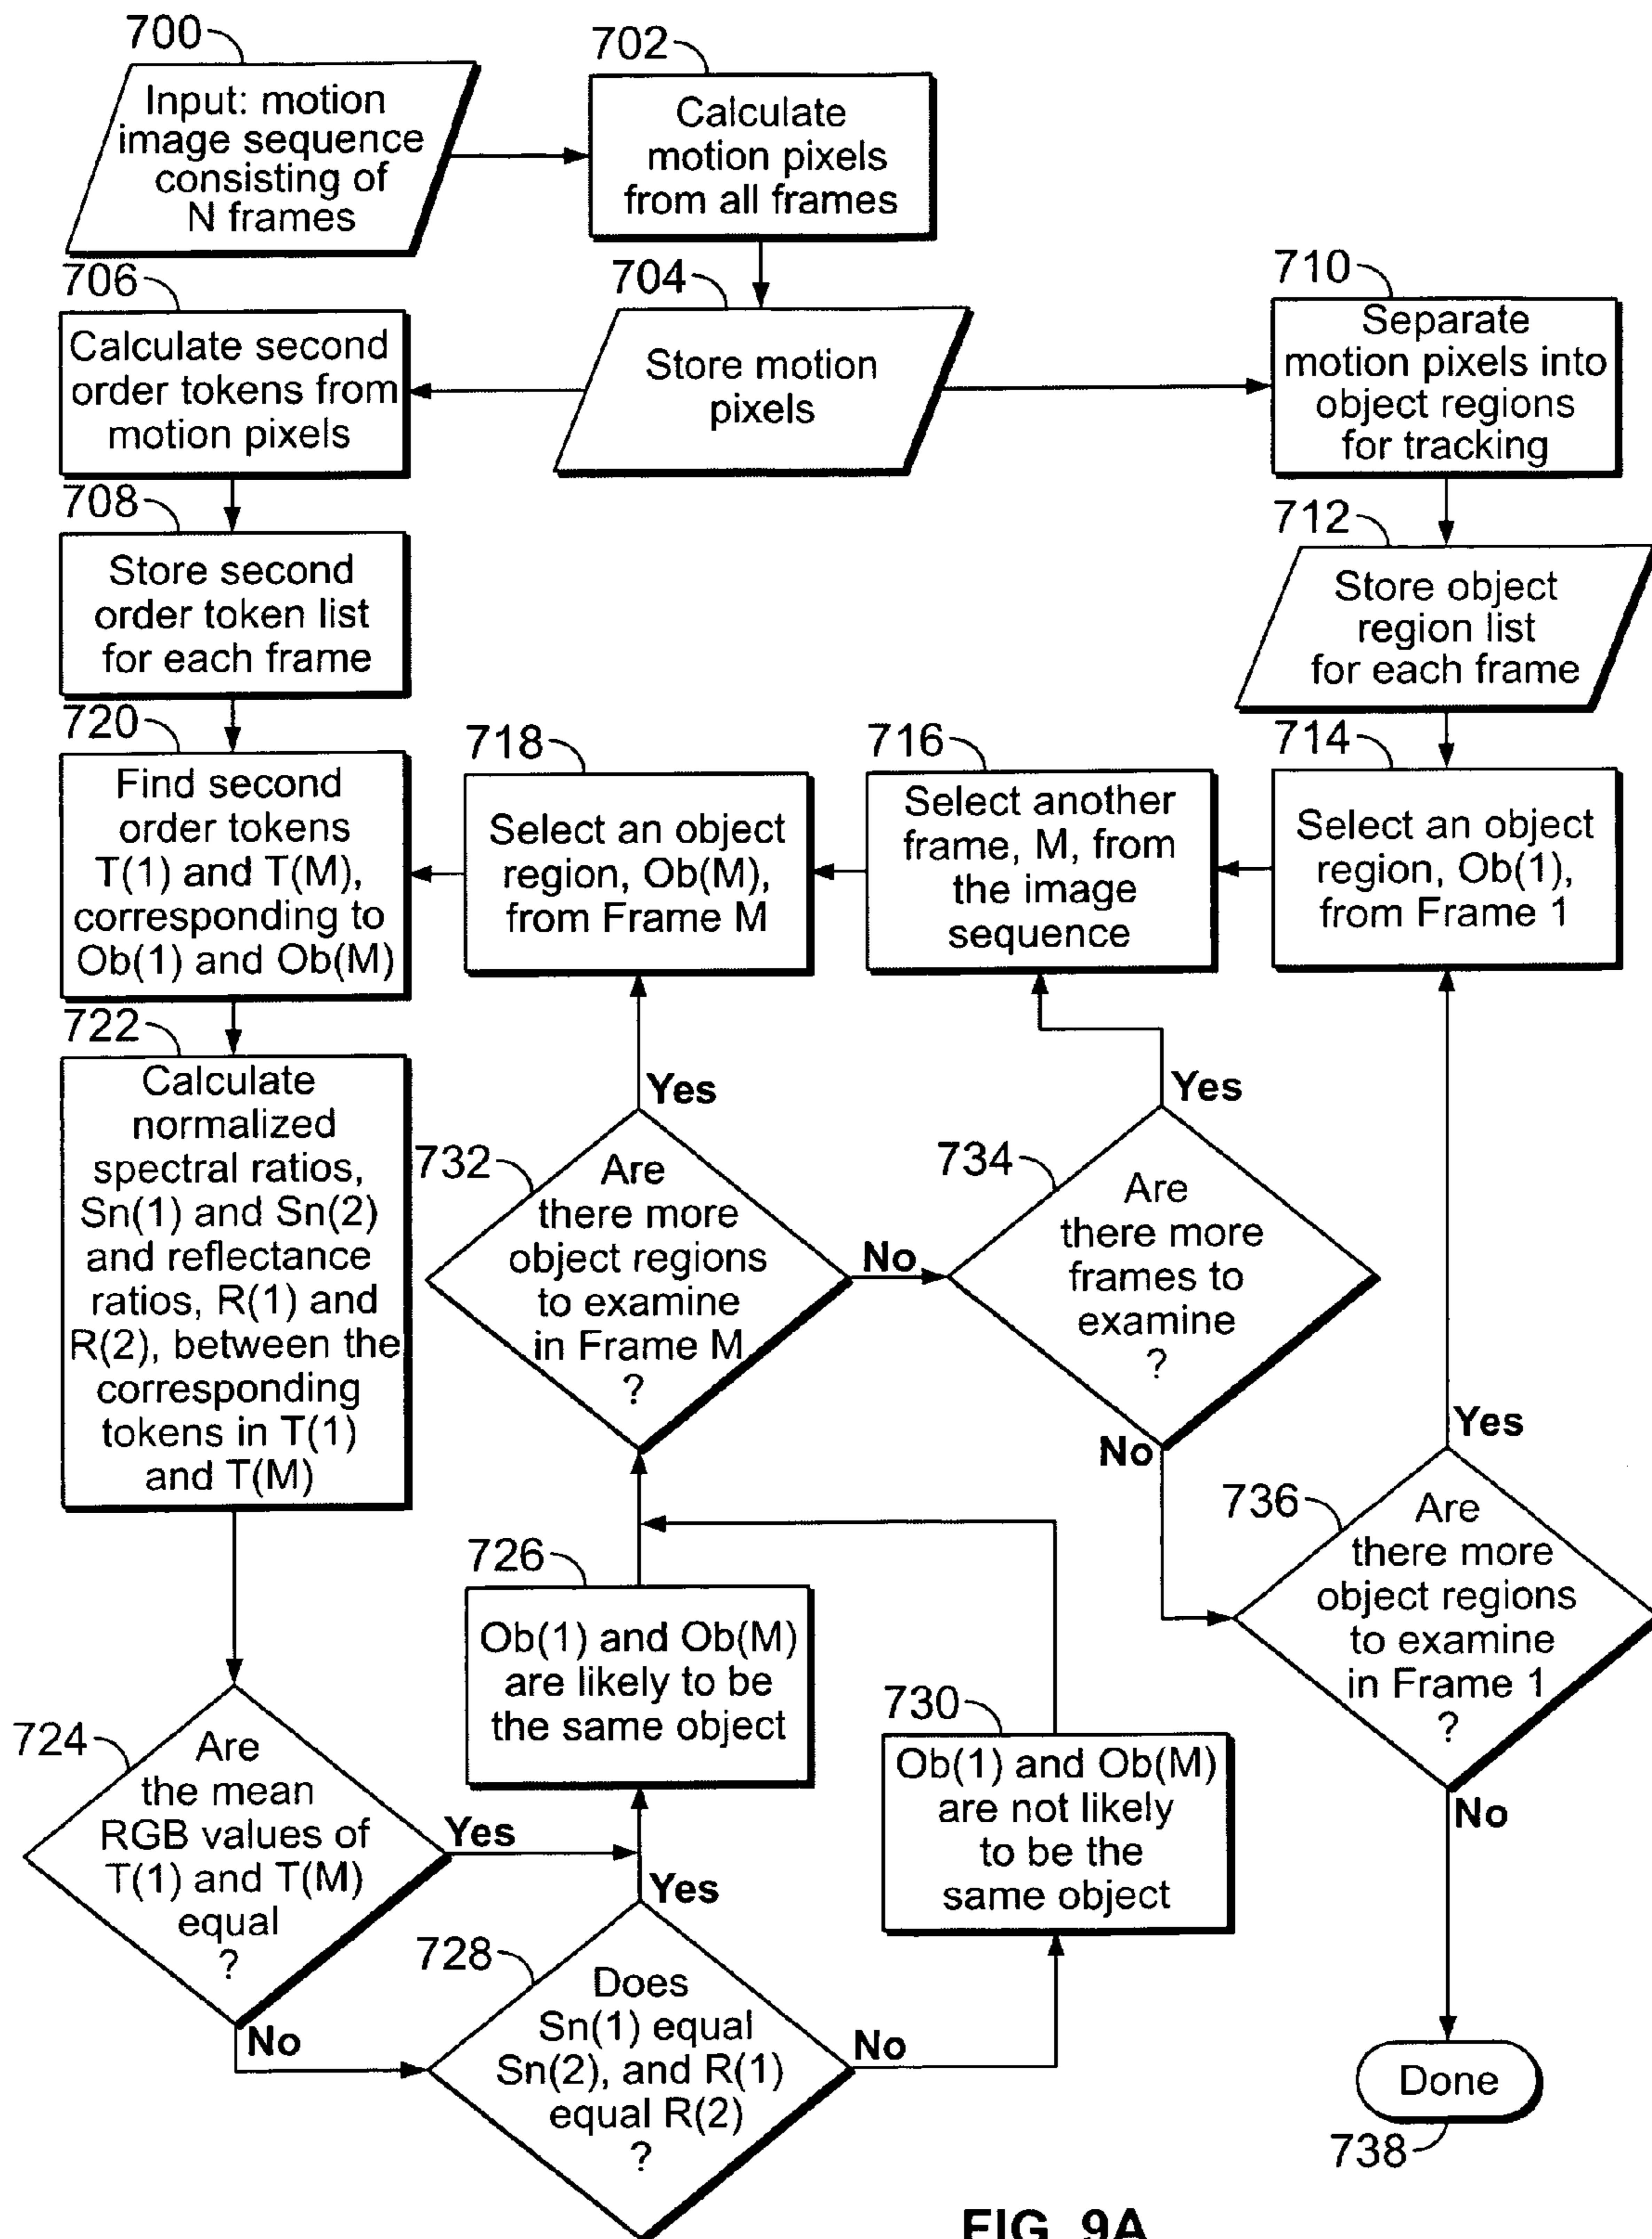 700
Input: motion
image sequence
consisting of
N frames
702
Calculate
motion pixels
from all frames
704
Store motion
pixels
706
Calculate second
order tokens from
motion pixels
708
Store second
order token list
for each frame
710
Separate
motion pixels into
object regions
for tracking
712
Store object
region list
for each frame
714
Select an object
region, Ob(1),
from Frame 1
716
Select another
frame, M, from
the image
sequence
718
Select an object
region, Ob(M),
from Frame M
720
Find second
order tokens
T(1) and T(M),
corresponding to
Ob(1) and Ob(M)
722
Calculate
normalized
spectral ratios,
Sn(1) and Sn(2)
and reflectance
ratios, R(1) and
R(2), between the
corresponding
tokens in T(1)
and T(M)
724
Are
the mean
RGB values of
T(1) and T(M)
equal
?
Yes
No
726
Ob(1) and Ob(M)
are likely to be
the same object
728
Does
Sn(1) equal
Sn(2), and R(1)
equal R(2)
?
Yes
No
730
Ob(1) and Ob(M)
are not likely
to be the
same object
732
Are
there more
object regions
to examine
in Frame M
?
Yes
No
734
Are
there more
frames to
examine
?
Yes
No
736
Are
there more
object regions
to examine
in Frame 1
?
Yes
No
Done
738
FIG. 9A